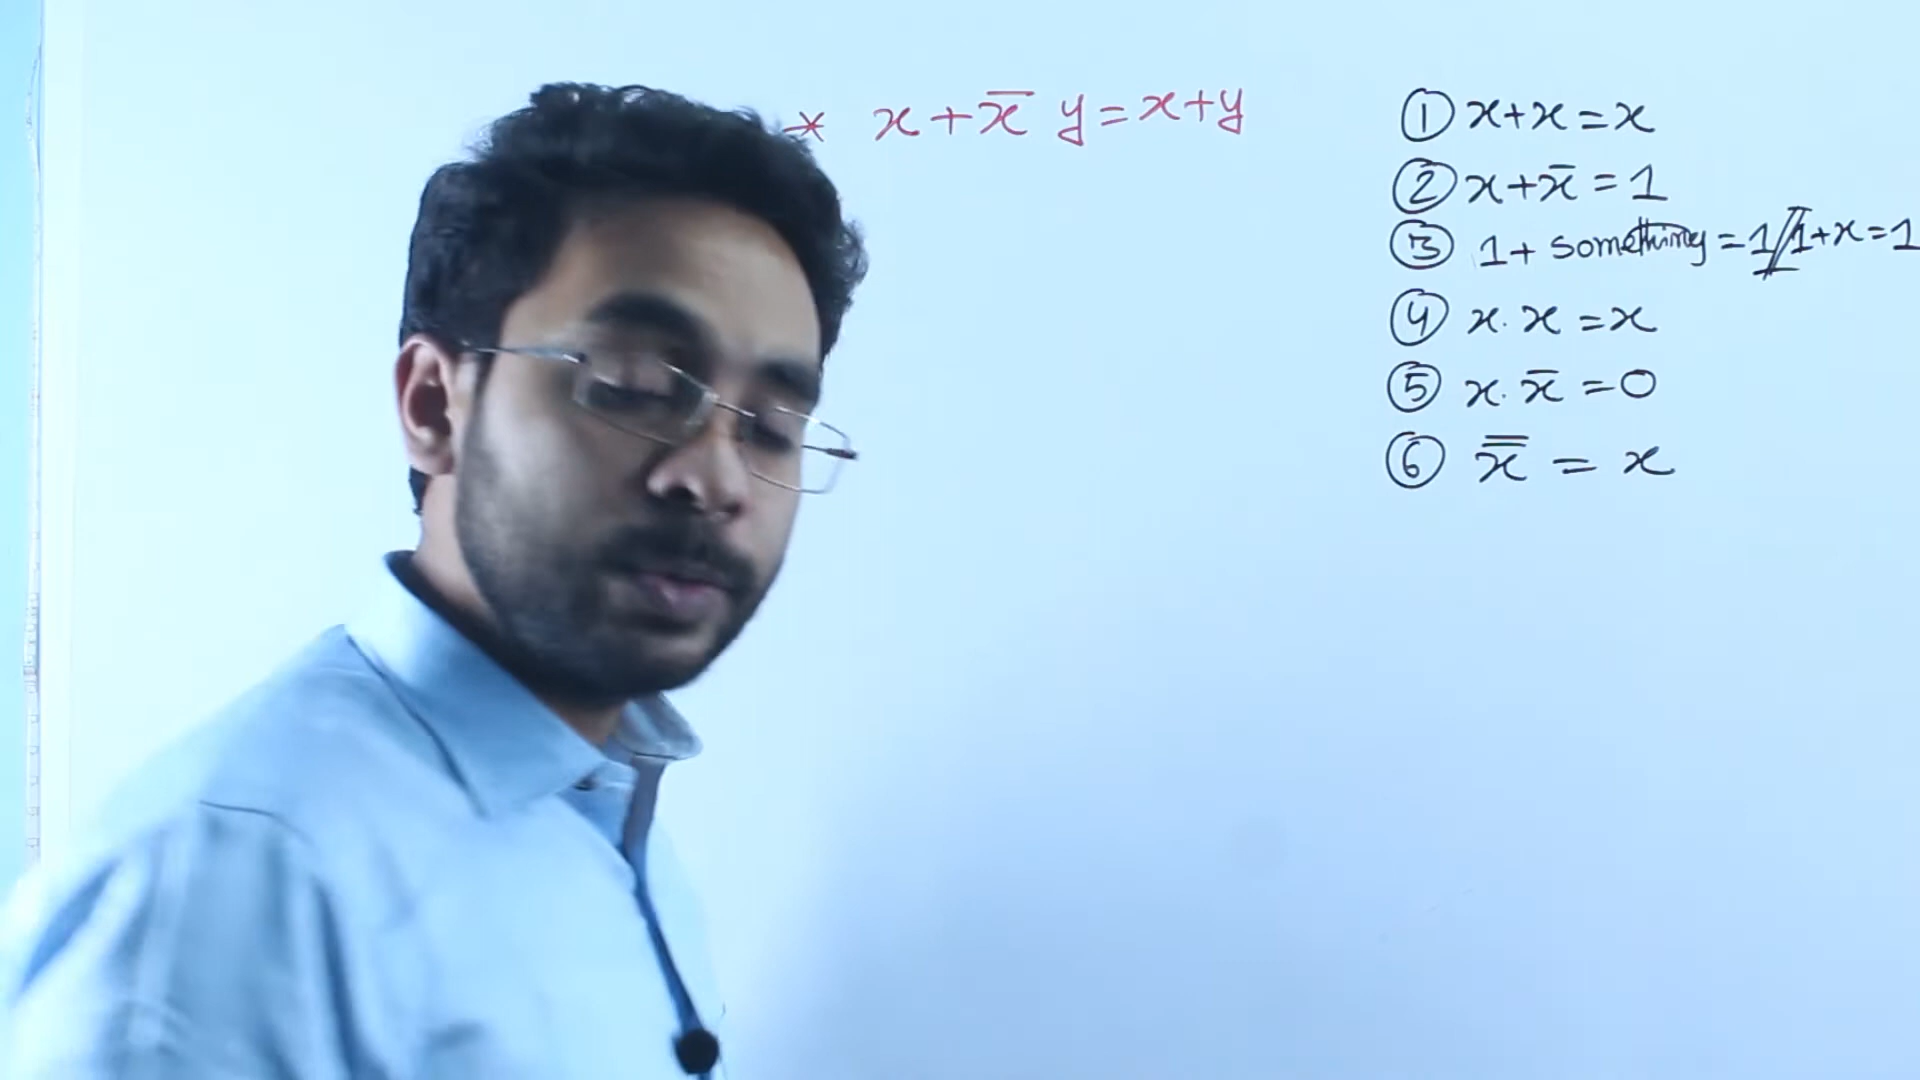 * x + x̅ y = x + y
① x + x = x
② x + x̅ = 1
③ 1 + something = 1 // 1 + x = 1
④ x . x = x
⑤ x . x̅ = 0
⑥ x̿ = x